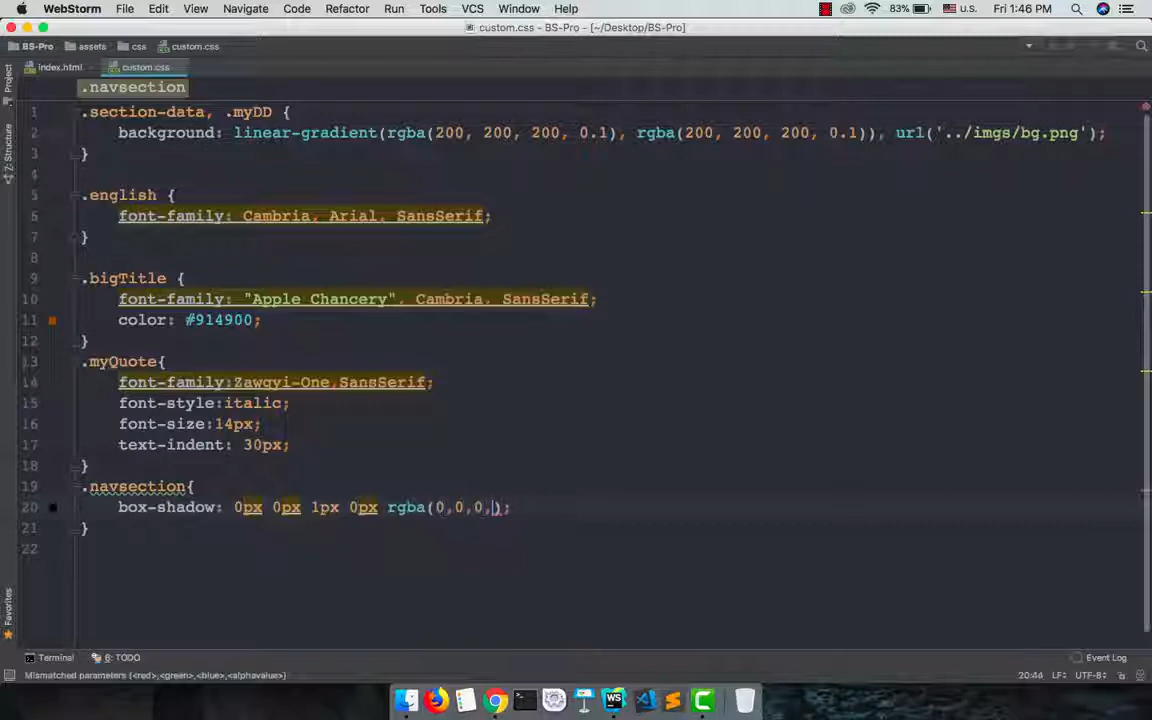 WebStorm File Edit View Navigate Code Refactor Run Tools VCS Window Help 83% U.S. Fri 1:46 PM
custom.css - BS-Pro - [~/Desktop/BS-Pro]
BS-Pro assets css custom.css
index.html custom.css
.navsection
1 .section-data, .myDD {
2 background: linear-gradient(rgba(200, 200, 200, 0.1), rgba(200, 200, 200, 0.1)), url('../imgs/bg.png');
3 }
4
5 .english {
6 font-family: Cambria, Arial, SansSerif;
7 }
8
9 .bigTitle {
10 font-family: "Apple Chancery", Cambria, SansSerif;
11 color: #914900;
12 }
13 .myQuote{
14 font-family:Zawgyi-One,SansSerif;
15 font-style:italic;
16 font-size:14px;
17 text-indent: 30px;
18 }
19 .navsection{
20 box-shadow: 0px 0px 1px 0px rgba(0,0,0,);
21 }
22
Project
Z: Structure
Favorites
Terminal 6: TODO Event Log
Mismatched parameters (<red>,<green>,<blue>,<alphavalue>) 20:44 LF÷ UTF-8÷
WS